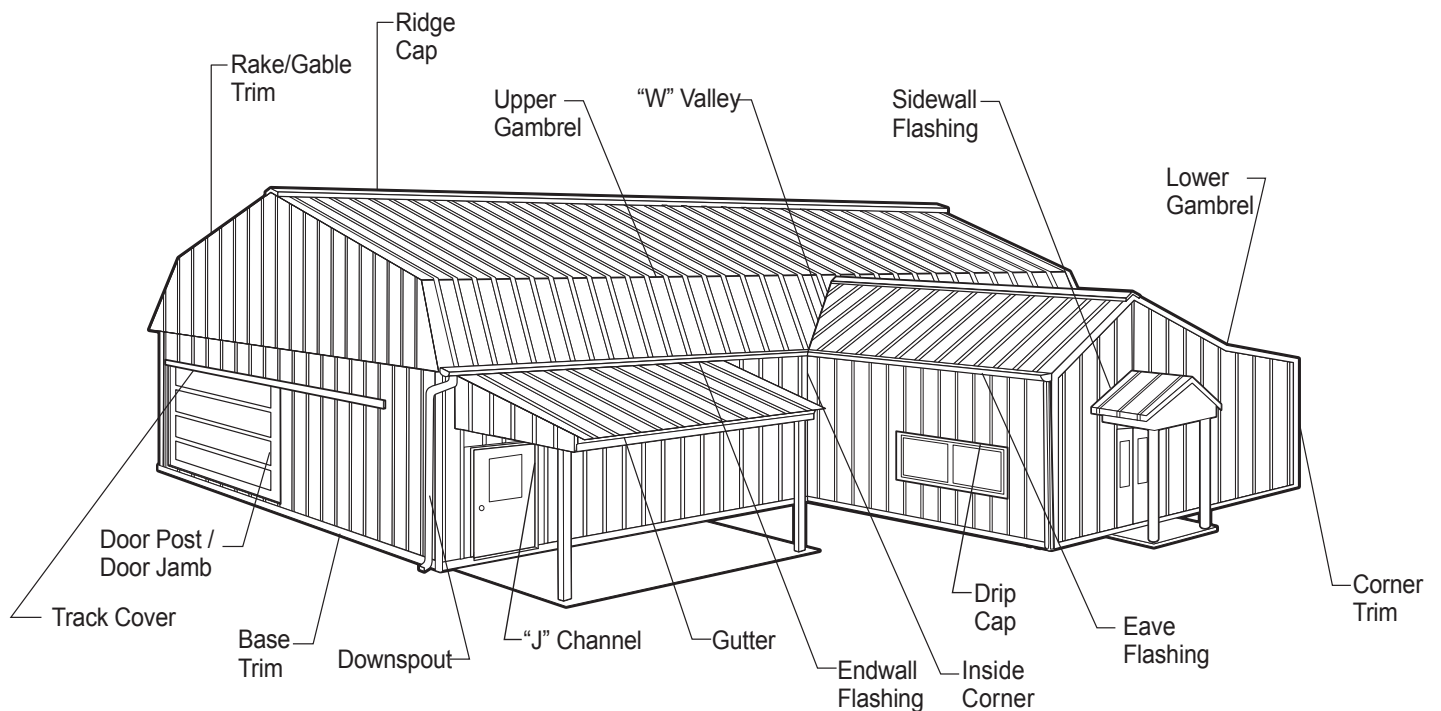 Ridge
Cap
Rake/Gable
Trim
Upper
Gambrel
“W” Valley
Sidewall
Flashing
Lower
Gambrel
Door Post /
Door Jamb
Track Cover
Base
Trim
Downspout
“J” Channel
Gutter
Endwall
Flashing
Inside
Corner
Drip
Cap
Eave
Flashing
Corner
Trim